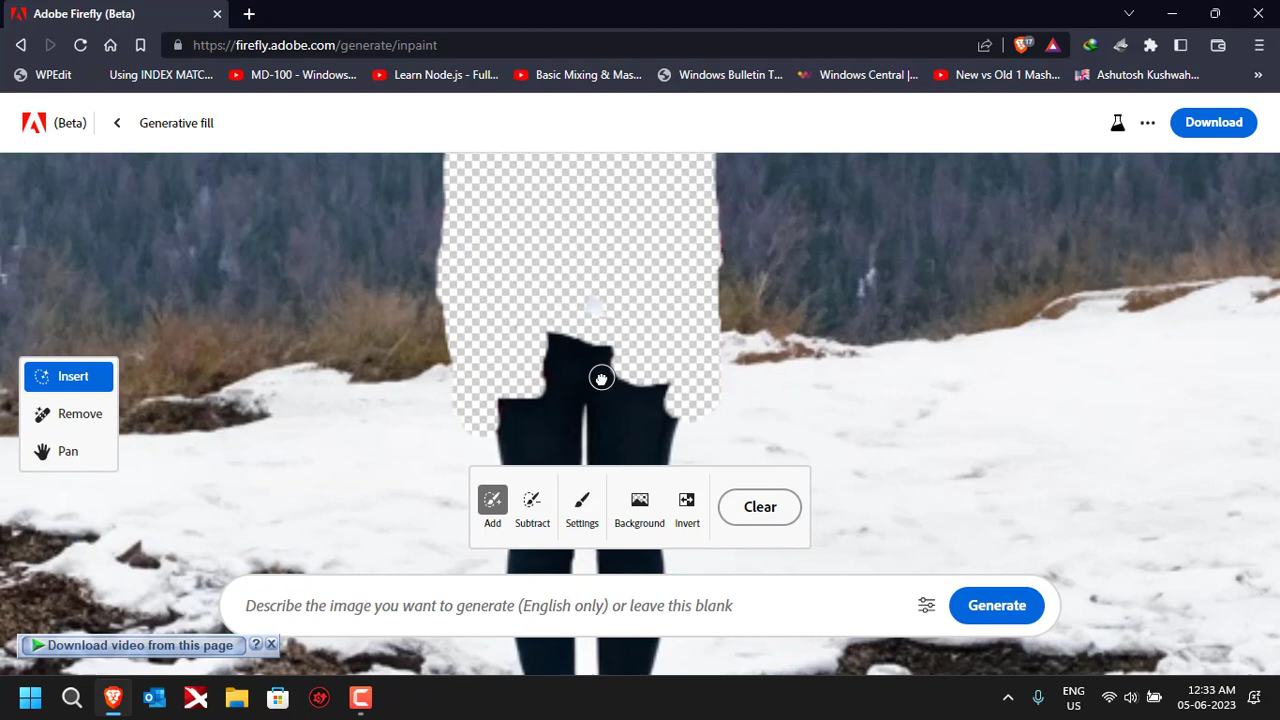 Adobe Firefly (Beta)
https://firefly.adobe.com/generate/inpaint
17
WPEdit
Using INDEX MATC...
MD-100 - Windows...
Learn Node.js - Full...
Basic Mixing & Mas...
Windows Bulletin T...
Windows Central |...
New vs Old 1 Mash...
Ashutosh Kushwah...
»
(Beta)
Generative fill
Download
Insert
Remove
Pan
Add
Subtract
Settings
Background
Invert
Clear
Describe the image you want to generate (English only) or leave this blank
Generate
Download video from this page
?
ENG
US
12:33 AM
05-06-2023